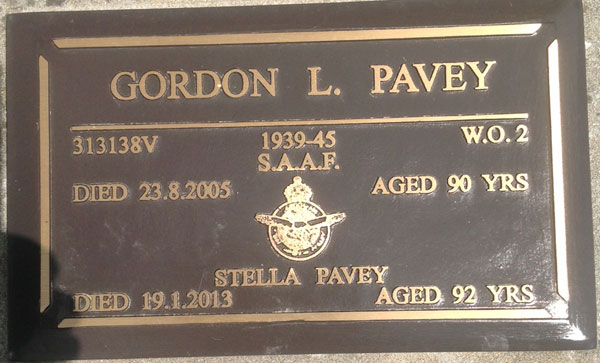 GORDON L. PAVEY
313138V 1939-45 W.O.2
S.A.A.F.
DIED 23.8.2005 AGED 90 YRS
STELLA PAVEY
DIED 19.1.2013 AGED 92 YRS